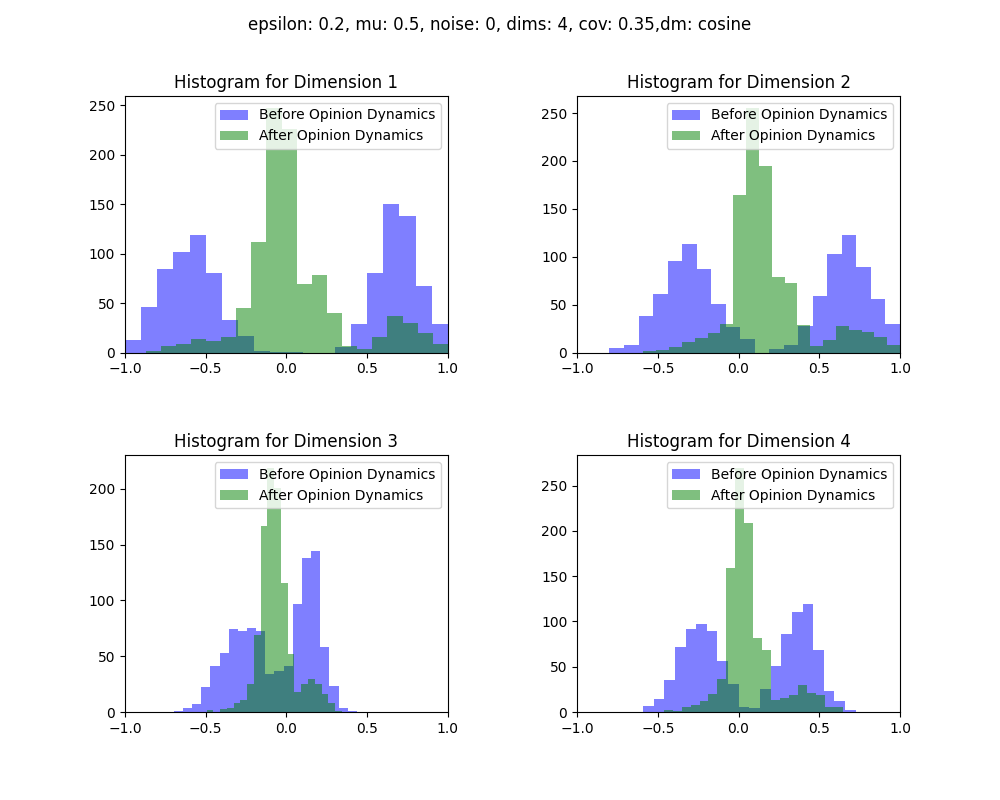 epsilon: 0.2, mu: 0.5, noise: 0, dims: 4, cov: 0.35,dm: cosine
Histogram for Dimension 1
Before Opinion Dynamics
After Opinion Dynamics
250
200
150
100
50
0
−1.0 −0.5 0.0 0.5 1.0
Histogram for Dimension 2
Before Opinion Dynamics
After Opinion Dynamics
250
200
150
100
50
0
−1.0 −0.5 0.0 0.5 1.0
Histogram for Dimension 3
Before Opinion Dynamics
After Opinion Dynamics
200
150
100
50
0
−1.0 −0.5 0.0 0.5 1.0
Histogram for Dimension 4
Before Opinion Dynamics
After Opinion Dynamics
250
200
150
100
50
0
−1.0 −0.5 0.0 0.5 1.0